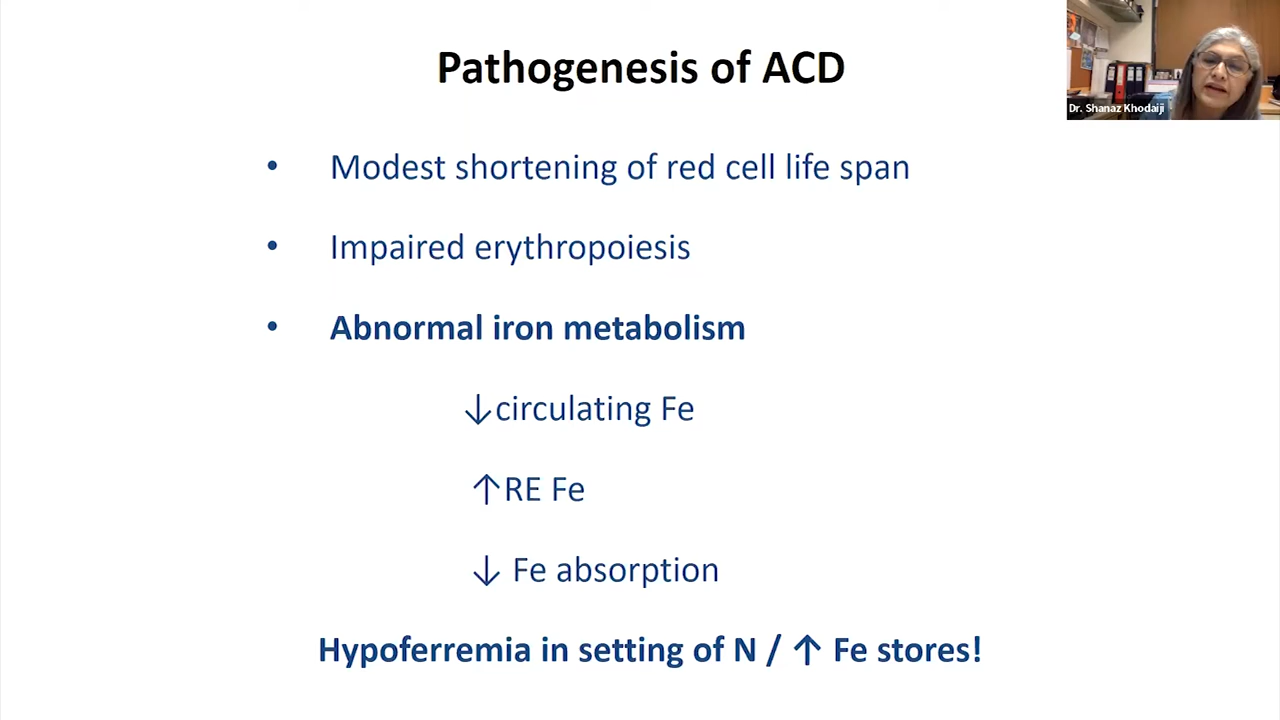 Pathogenesis of ACD
Dr. Shanaz Khodaiji
• Modest shortening of red cell life span
• Impaired erythropoiesis
• Abnormal iron metabolism
↓circulating Fe
↑RE Fe
↓ Fe absorption
Hypoferremia in setting of N / ↑ Fe stores!